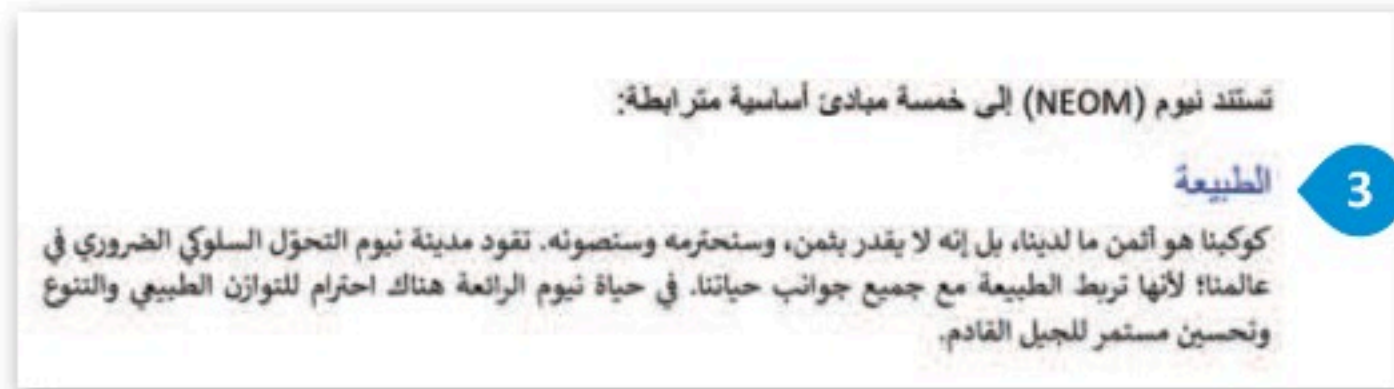 تستند نيوم (NEOM) إلى خمسة مبادئ أساسية مترابطة:
الطبيعة
3
كوكبنا هو أثمن ما لدينا، بل إنه لا يقدر بثمن، وسنحترمه وسنصونه. تقود مدينة نيوم التحوّل السلوكي الضروري في
عالمنا؛ لأنها تربط الطبيعة مع جميع جوانب حياتنا. في حياة نيوم الرائعة هناك احترام للتوازن الطبيعي والتنوع
وتحسين مستمر للجيل القادم.